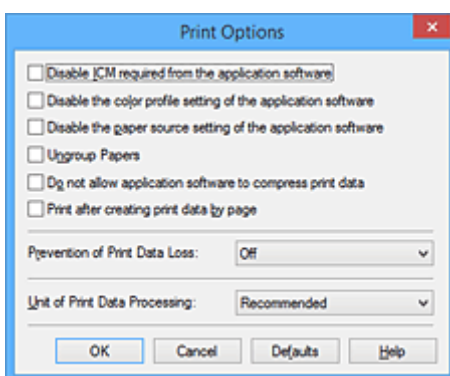 Print Options
Disable ICM required from the application software
Disable the color profile setting of the application software
Disable the paper source setting of the application software
Ungroup Papers
Do not allow application software to compress print data
Print after creating print data by page
Prevention of Print Data Loss: Off
Unit of Print Data Processing: Recommended
OK Cancel Defaults Help